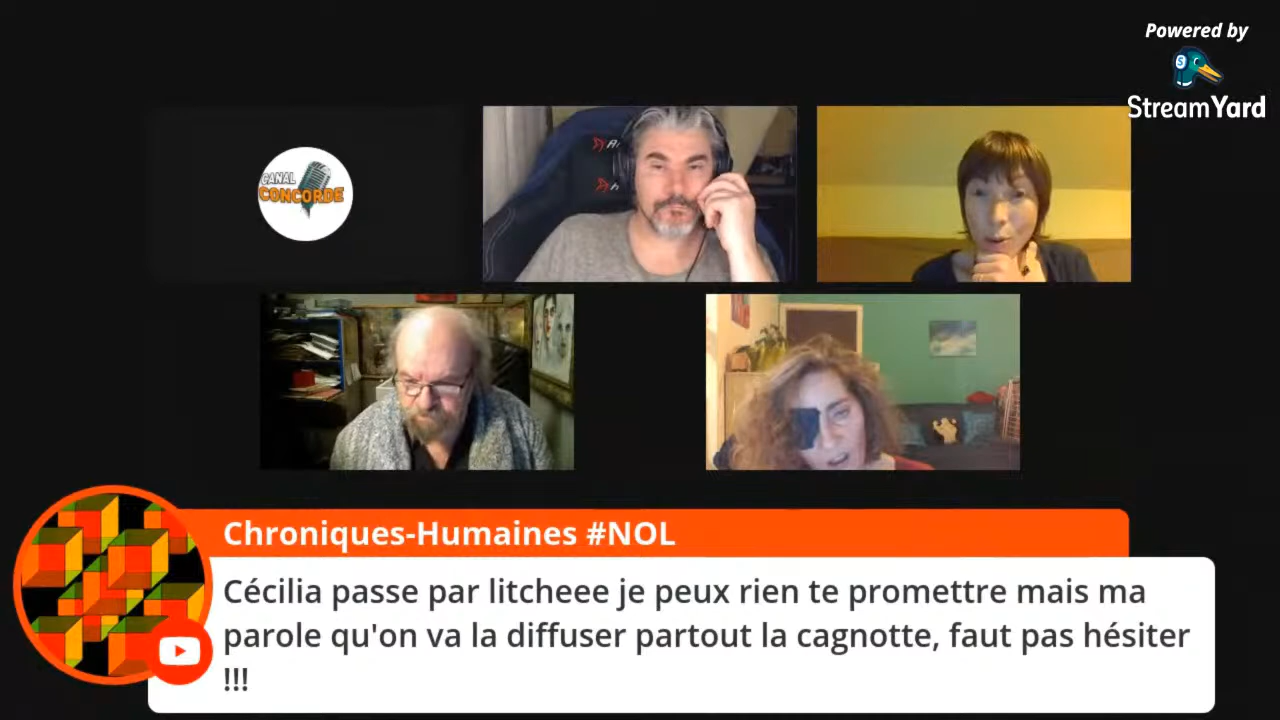 Powered by
StreamYard
CANAL
CONCORDE
Chroniques-Humaines #NOL
Cécilia passe par litcheee je peux rien te promettre mais ma
parole qu'on va la diffuser partout la cagnotte, faut pas hésiter
!!!